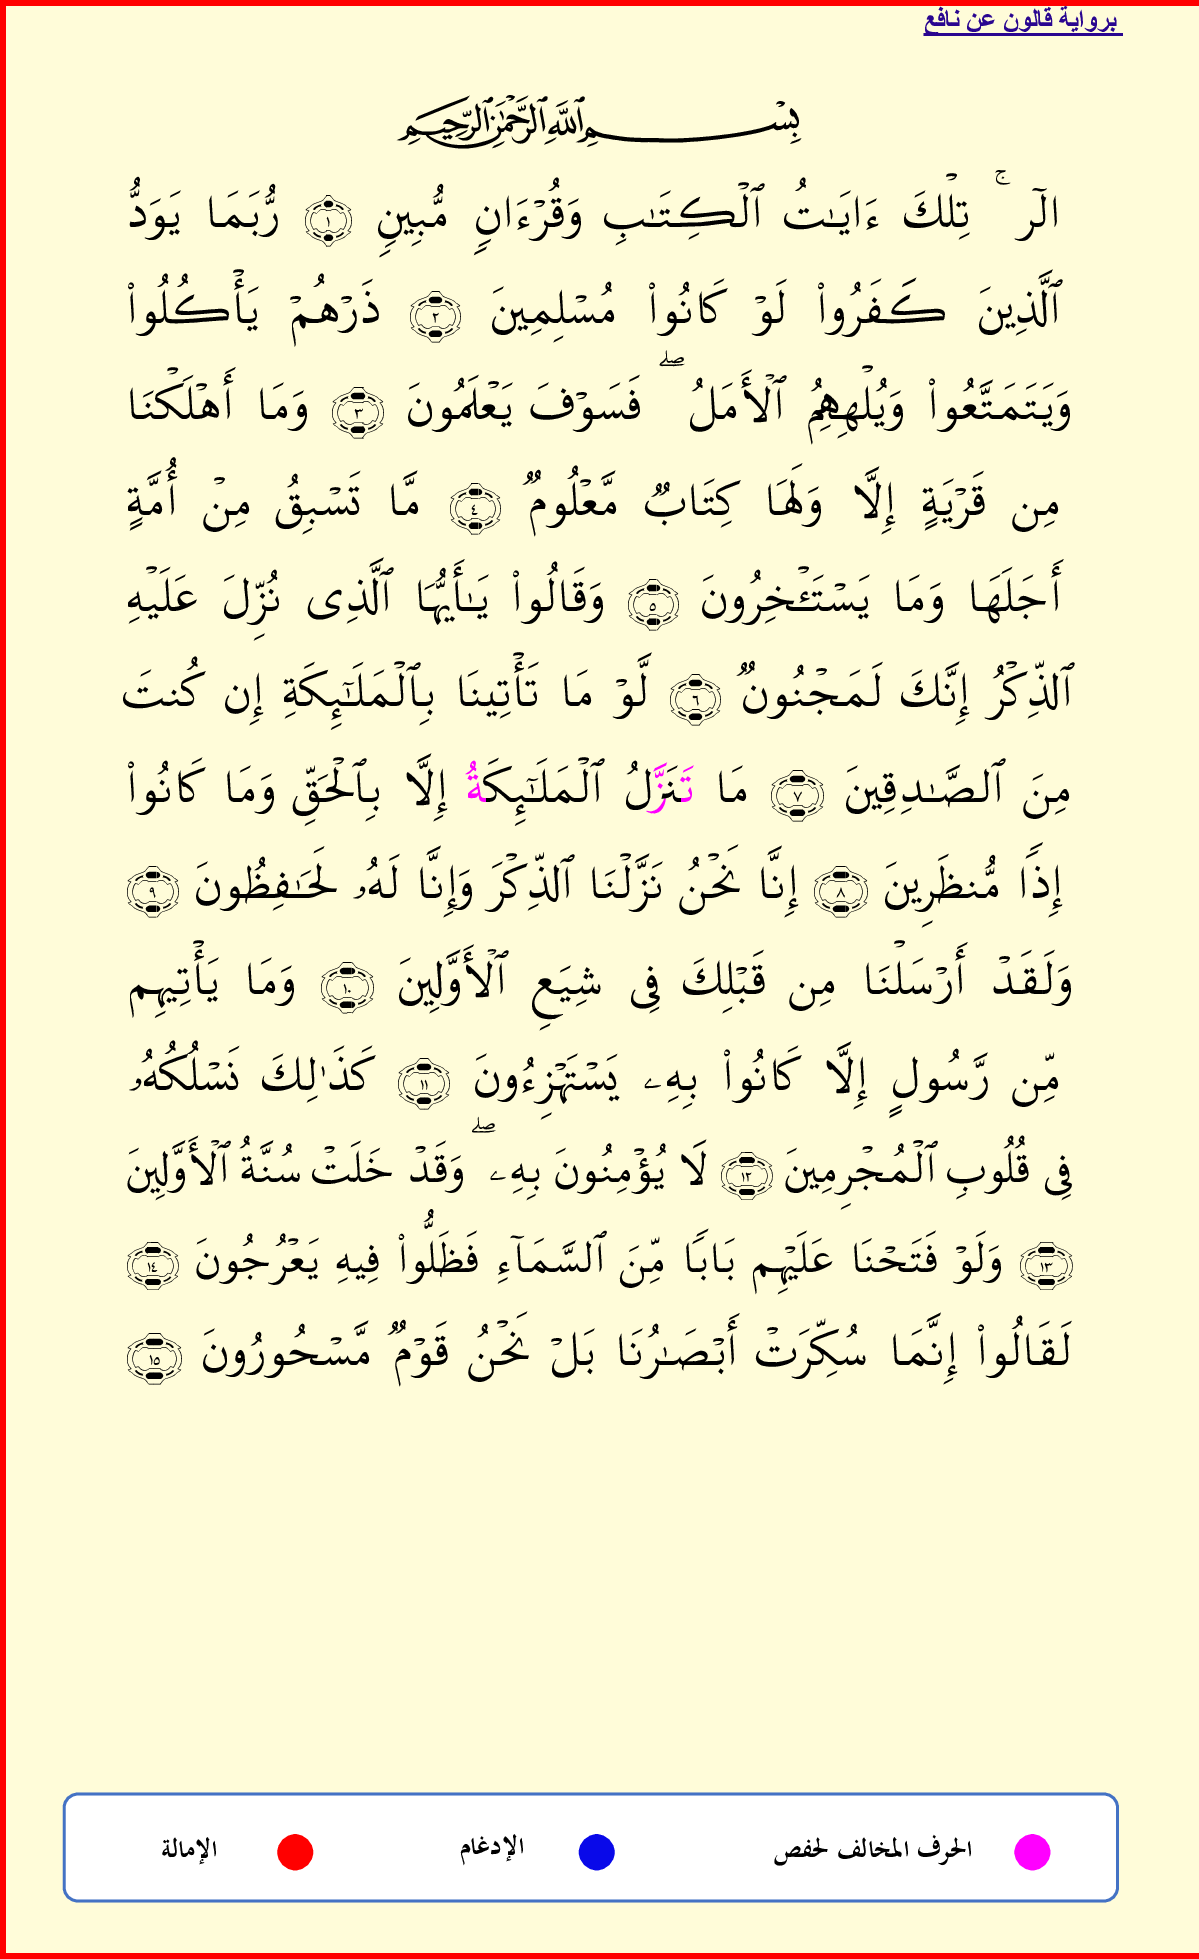 برواية قالون عن نافع
بِسْمِ ٱللَّهِ ٱلرَّحْمَٰنِ ٱلرَّحِيمِ
الٓر ۚ تِلْكَ ءَايَـٰتُ ٱلْكِتَـٰبِ وَقُرْءَانٍ مُّبِينٍ ١ رُّبَمَا يَوَدُّ
ٱلَّذِينَ كَفَرُوا۟ لَوْ كَانُوا۟ مُسْلِمِينَ ٢ ذَرْهُمْ يَأْكُلُوا۟
وَيَتَمَتَّعُوا۟ وَيُلْهِهِمُ ٱلْأَمَلُ ۖ فَسَوْفَ يَعْلَمُونَ ٣ وَمَا أَهْلَكْنَا
مِن قَرْيَةٍ إِلَّا وَلَهَا كِتَابٌ مَّعْلُومٌ ٤ مَّا تَسْبِقُ مِنْ أُمَّةٍ
أَجَلَهَا وَمَا يَسْتَـْٔخِرُونَ ٥ وَقَالُوا۟ يَـٰأَيُّهَا ٱلَّذِى نُزِّلَ عَلَيْهِ
ٱلذِّكْرُ إِنَّكَ لَمَجْنُونٌ ٦ لَّوْ مَا تَأْتِينَا بِٱلْمَلَـٰٓئِكَةِ إِن كُنتَ
مِنَ ٱلصَّـٰدِقِينَ ٧ مَا تَنَزَّلُ ٱلْمَلَـٰٓئِكَةُ إِلَّا بِٱلْحَقِّ وَمَا كَانُوا۟
إِذًا مُّنظَرِينَ ٨ إِنَّا نَحْنُ نَزَّلْنَا ٱلذِّكْرَ وَإِنَّا لَهُۥ لَحَـٰفِظُونَ ٩
وَلَقَدْ أَرْسَلْنَا مِن قَبْلِكَ فِى شِيَعِ ٱلْأَوَّلِينَ ١٠ وَمَا يَأْتِيهِم
مِّن رَّسُولٍ إِلَّا كَانُوا۟ بِهِۦ يَسْتَهْزِءُونَ ١١ كَذَٰلِكَ نَسْلُكُهُۥ
فِى قُلُوبِ ٱلْمُجْرِمِينَ ١٢ لَا يُؤْمِنُونَ بِهِۦ ۖ وَقَدْ خَلَتْ سُنَّةُ ٱلْأَوَّلِينَ
١٣ وَلَوْ فَتَحْنَا عَلَيْهِم بَابًا مِّنَ ٱلسَّمَآءِ فَظَلُّوا۟ فِيهِ يَعْرُجُونَ ١٤
لَقَالُوا۟ إِنَّمَا سُكِّرَتْ أَبْصَـٰرُنَا بَلْ نَحْنُ قَوْمٌ مَّسْحُورُونَ ١٥
الحرف المخالف لحفص الإدغام الإمالة